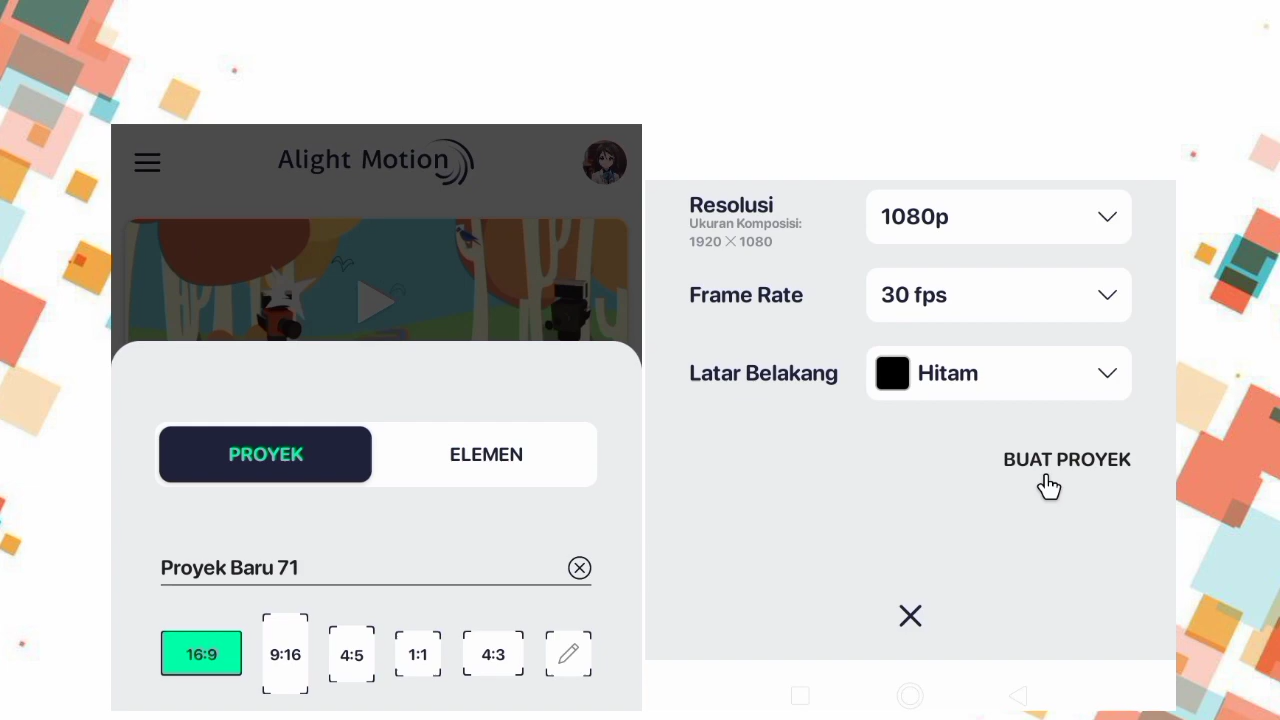 Alight Motion
PROYEK
ELEMEN
Proyek Baru 71
16:9
9:16
4:5
1:1
4:3
Resolusi
Ukuran Komposisi:
1920 × 1080
1080p
Frame Rate
30 fps
Latar Belakang
Hitam
BUAT PROYEK